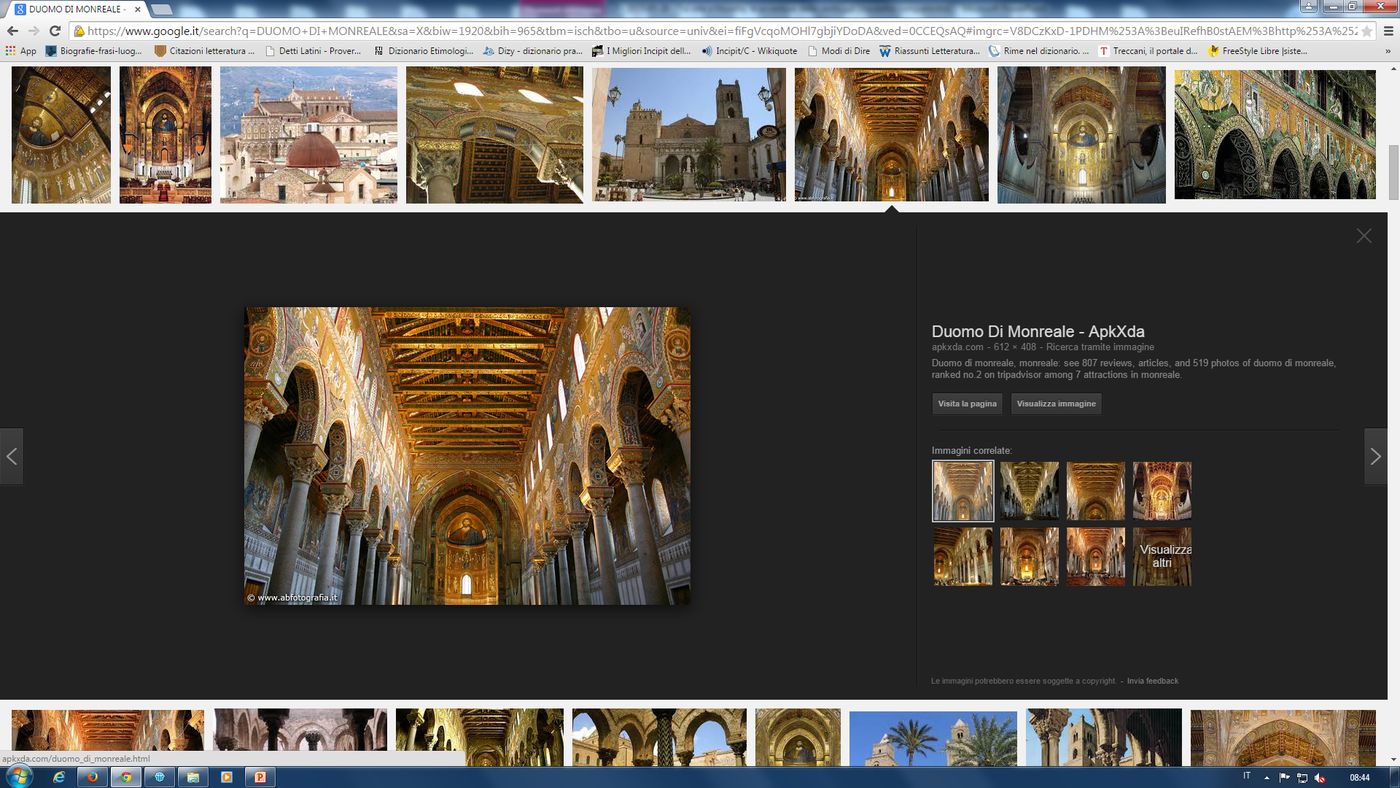 DUOMO DI MONREALE -
https://www.google.it/search?q=DUOMO+DI+MONREALE&sa=X&biw=1920&bih=965&tbm=isch&tbo=u&source=univ&ei=fiFgVcqoMOHl7gbjiYDoDA&ved=0CCEQsAQ#imgrc=V8DCzKxD-1PDHM%253A%3BeuIRefhB0stAEM%3Bhttp%253A%252
App Biografie-frasi-luog... Citazioni letteratura ... Detti Latini - Prover... Dizionario Etimologi... Dizy - dizionario pra... I Migliori Incipit dell... Incipit/C - Wikiquote Modi di Dire Riassunti Letteratura... Rime nel dizionario. ... Treccani, il portale d... FreeStyle Libre |siste... »
Duomo Di Monreale - ApkXda
apkxda.com - 612 × 408 - Ricerca tramite immagine
Duomo di monreale, monreale: see 807 reviews, articles, and 519 photos of duomo di monreale,
ranked no.2 on tripadvisor among 7 attractions in monreale.
Visita la pagina Visualizza immagine
Immagini correlate:
Visualizza
altri
© www.abfotografia.it
Le immagini potrebbero essere soggette a copyright. - Invia feedback
apkxda.com/duomo_di_monreale.html
IT 08:44